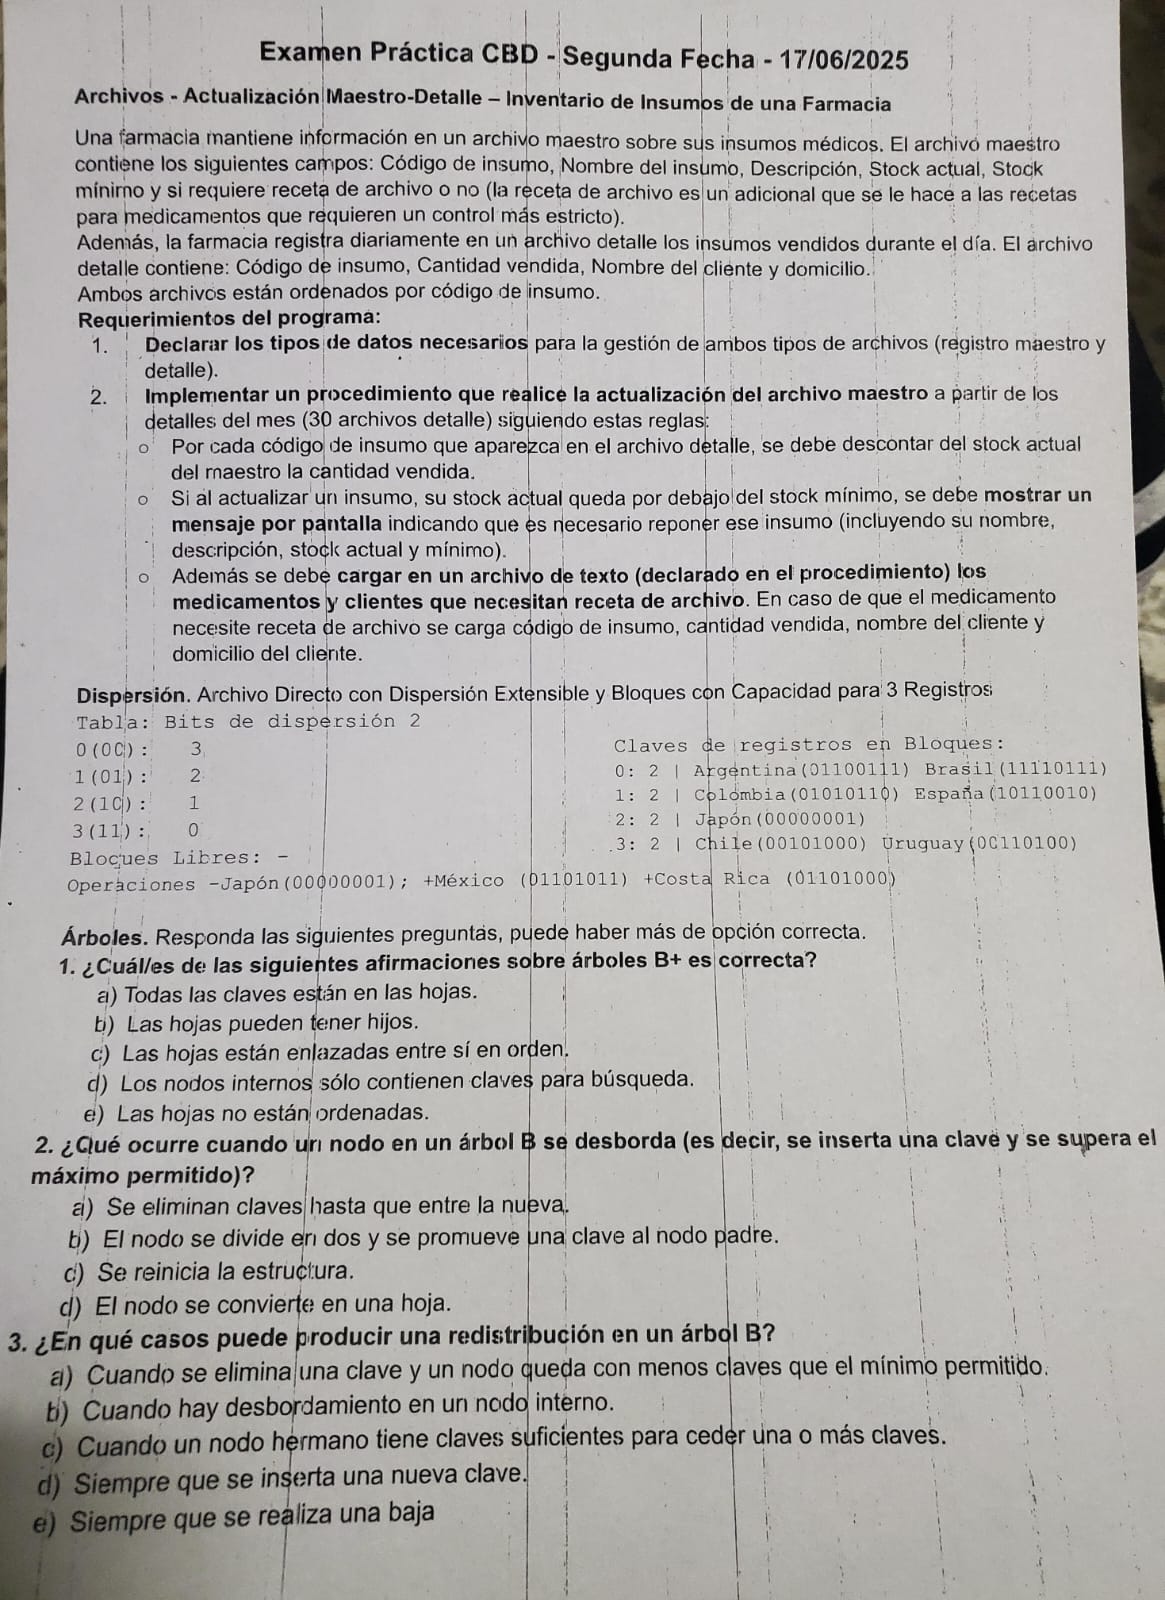 Examen Práctica CBD - Segunda Fecha - 17/06/2025
Archivos - Actualización Maestro-Detalle – Inventario de Insumos de una Farmacia
Una farmacia mantiene información en un archivo maestro sobre sus insumos médicos. El archivo maestro
contiene los siguientes campos: Código de insumo, Nombre del insumo, Descripción, Stock actual, Stock
mínimo y si requiere receta de archivo o no (la receta de archivo es un adicional que se le hace a las recetas
para medicamentos que requieren un control más estricto).
Además, la farmacia registra diariamente en un archivo detalle los insumos vendidos durante el día. El archivo
detalle contiene: Código de insumo, Cantidad vendida, Nombre del cliente y domicilio.
Ambos archivos están ordenados por código de insumo.
Requerimientos del programa:
1. Declarar los tipos de datos necesarios para la gestión de ambos tipos de archivos (registro maestro y
detalle).
2. Implementar un procedimiento que realice la actualización del archivo maestro a partir de los
detalles del mes (30 archivos detalle) siguiendo estas reglas:
o Por cada código de insumo que aparezca en el archivo detalle, se debe descontar del stock actual
del maestro la cantidad vendida.
o Si al actualizar un insumo, su stock actual queda por debajo del stock mínimo, se debe mostrar un
mensaje por pantalla indicando que es necesario reponer ese insumo (incluyendo su nombre,
descripción, stock actual y mínimo).
o Además se debe cargar en un archivo de texto (declarado en el procedimiento) los
medicamentos y clientes que necesitan receta de archivo. En caso de que el medicamento
necesite receta de archivo se carga código de insumo, cantidad vendida, nombre del cliente y
domicilio del cliente.
Dispersión. Archivo Directo con Dispersión Extensible y Bloques con Capacidad para 3 Registros
Tabla: Bits de dispersión 2
0(00): 3
1(01): 2
2(10): 1
3(11): 0
Bloques Libres: -
Claves de registros en Bloques:
0: 2 | Argentina(01100111) Brasil(11110111)
1: 2 | Colombia(01010110) España(10110010)
2: 2 | Japón(00000001)
3: 2 | Chile(00101000) Uruguay(00110100)
Operaciones -Japón(00000001); +México (01101011) +Costa Rica (01101000)
Árboles. Responda las siguientes preguntas, puede haber más de opción correcta.
1. ¿Cuál/es de las siguientes afirmaciones sobre árboles B+ es correcta?
a) Todas las claves están en las hojas.
b) Las hojas pueden tener hijos.
c) Las hojas están enlazadas entre sí en orden.
d) Los nodos internos sólo contienen claves para búsqueda.
e) Las hojas no están ordenadas.
2. ¿Qué ocurre cuando un nodo en un árbol B se desborda (es decir, se inserta una clave y se supera el
máximo permitido)?
a) Se eliminan claves hasta que entre la nueva.
b) El nodo se divide en dos y se promueve una clave al nodo padre.
c) Se reinicia la estructura.
d) El nodo se convierte en una hoja.
3. ¿En qué casos puede producir una redistribución en un árbol B?
a) Cuando se elimina una clave y un nodo queda con menos claves que el mínimo permitido.
b) Cuando hay desbordamiento en un nodo interno.
c) Cuando un nodo hermano tiene claves suficientes para ceder una o más claves.
d) Siempre que se inserta una nueva clave.
e) Siempre que se realiza una baja